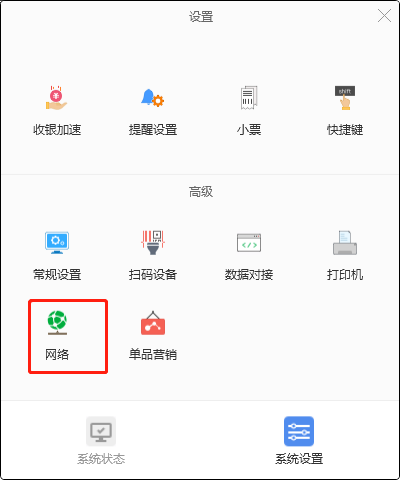 设置
收银加速 提醒设置 小票 shift 快捷键
高级
常规设置 扫码设备 数据对接 打印机
网络 单品营销
系统状态 系统设置